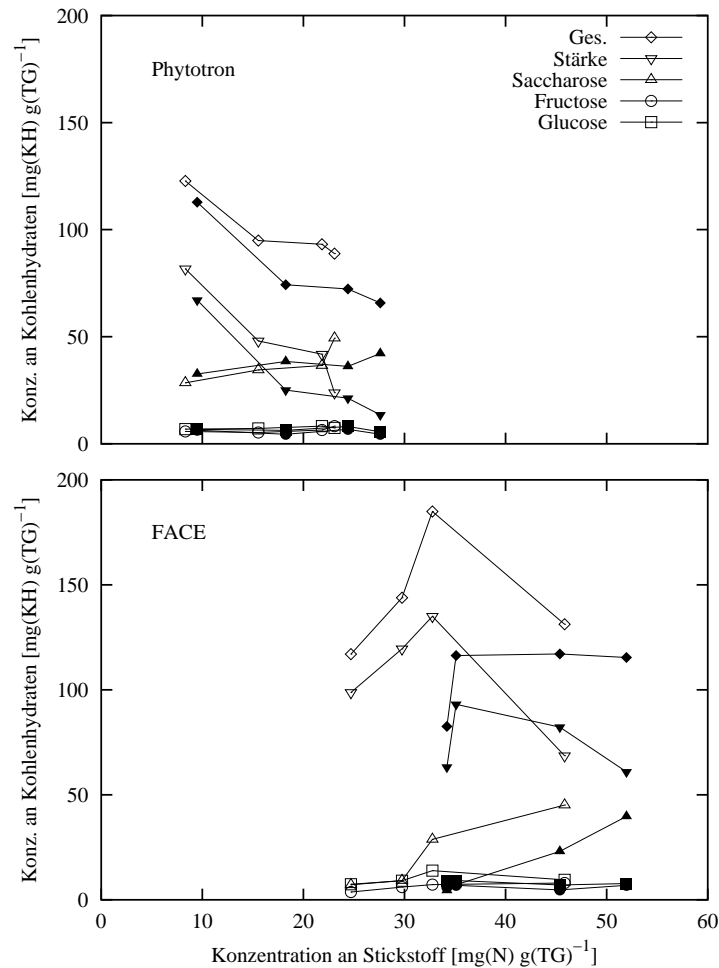 200
150
100
50
0
Konz. an Kohlenhydraten [mg(KH) g(TG)⁻¹]
Phytotron
Ges.
Stärke
Saccharose
Fructose
Glucose
200
150
100
50
0
Konz. an Kohlenhydraten [mg(KH) g(TG)⁻¹]
FACE
0 10 20 30 40 50 60
Konzentration an Stickstoff [mg(N) g(TG)⁻¹]